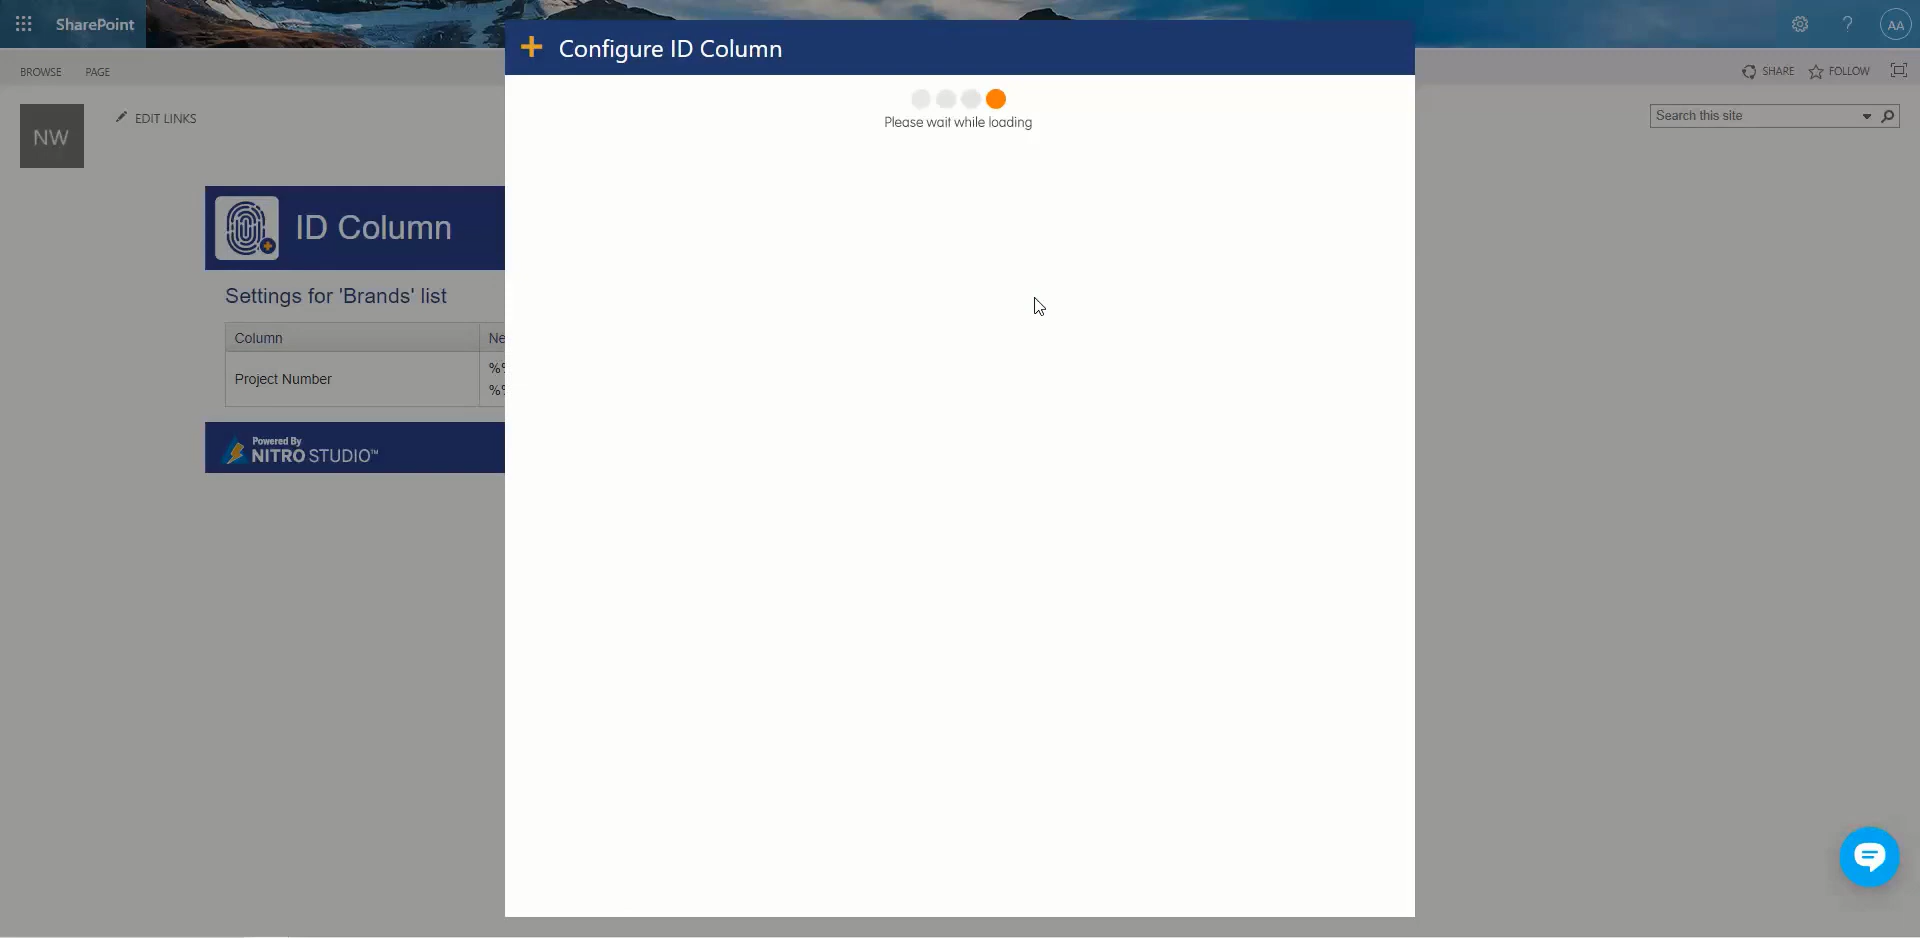 SharePoint
AA
Configure ID Column
BROWSE PAGE
SHARE FOLLOW
Please wait while loading
NW
EDIT LINKS
Search this site
ID Column
Settings for 'Brands' list
Column
Project Number
Powered By
NITRO STUDIO™